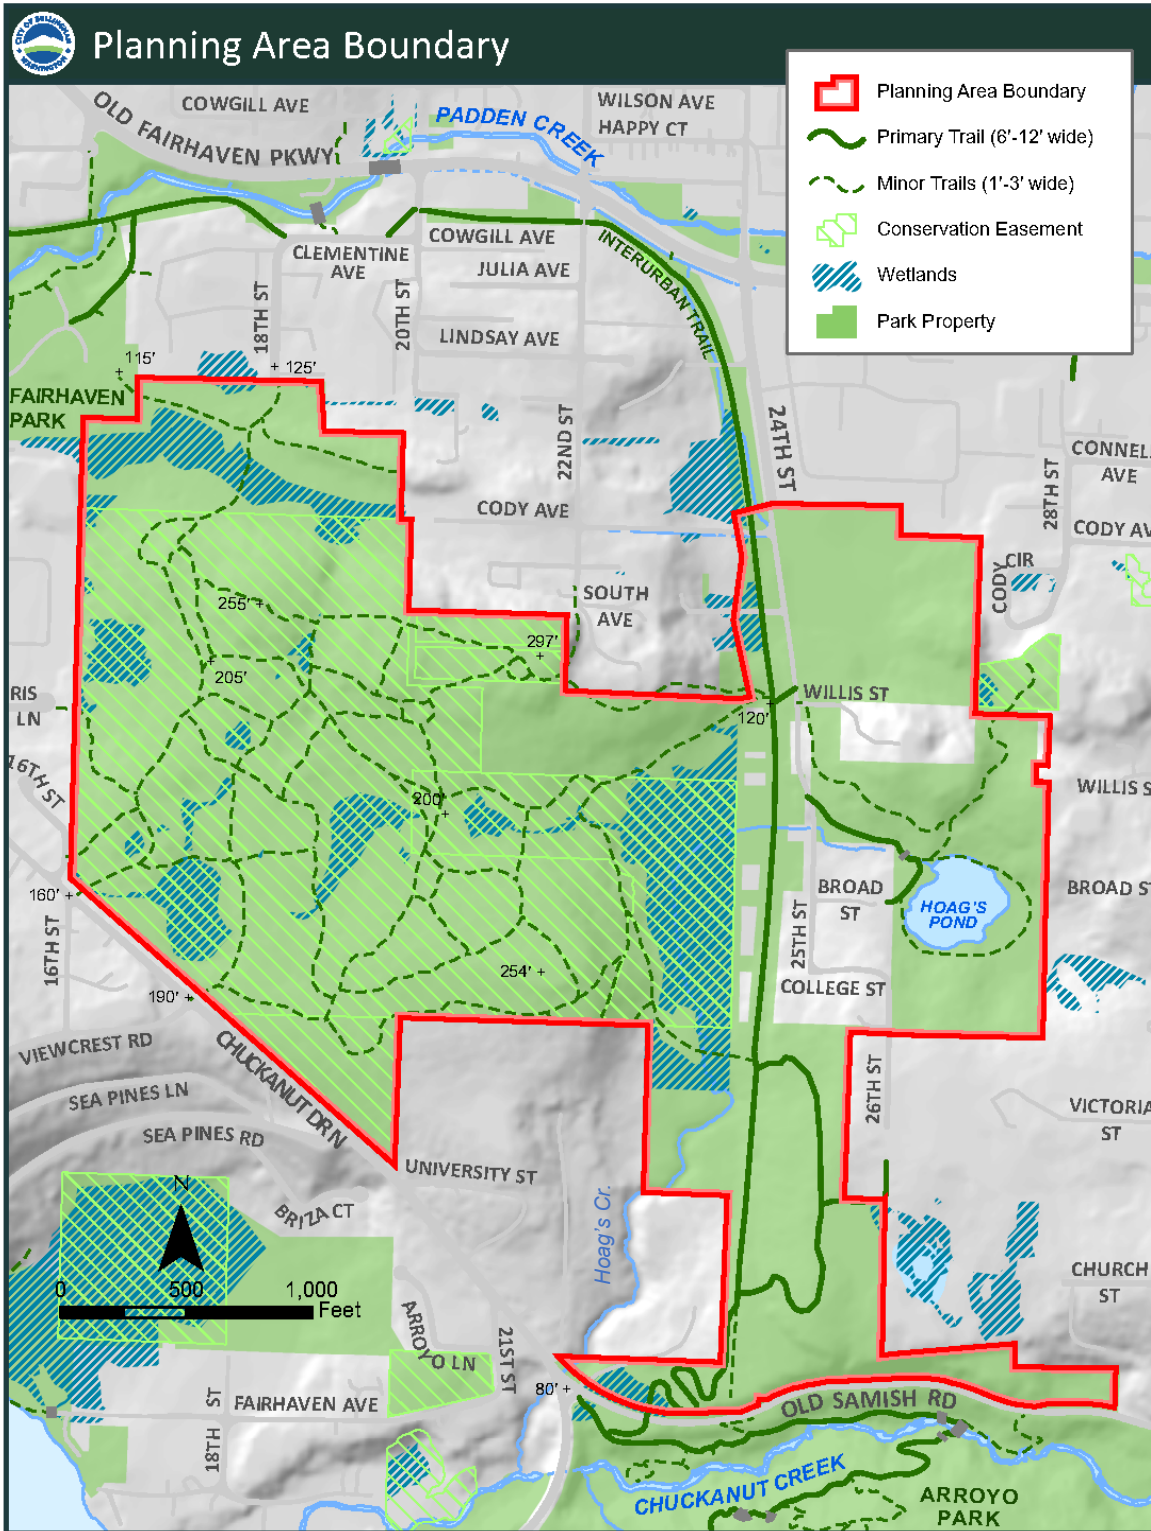 CITY OF BELLINGHAM
WASHINGTON
Planning Area Boundary
Planning Area Boundary
Primary Trail (6'-12' wide)
Minor Trails (1'-3' wide)
Conservation Easement
Wetlands
Park Property
COWGILL AVE
OLD FAIRHAVEN PKWY
PADDEN CREEK
WILSON AVE
HAPPY CT
CLEMENTINE
AVE
COWGILL AVE
JULIA AVE
INTERURBAN TRAIL
18TH ST
20TH ST
LINDSAY AVE
115'
125'
FAIRHAVEN
PARK
22ND ST
24TH ST
28TH ST
CONNEL
AVE
CODY AVE
CODY AV
CODY CIR
SOUTH
AVE
255'
297'
205'
RIS
LN
WILLIS ST
120'
16TH ST
200'
WILLIS S
160'
BROAD
ST
HOAG'S
POND
BROAD ST
16TH ST
25TH ST
254'
190'
COLLEGE ST
VIEWCREST RD
CHUCKANUT DR N
SEA PINES LN
26TH ST
VICTORIA
ST
SEA PINES RD
UNIVERSITY ST
N
BRIZA CT
Hoag's Cr.
0
500
1,000
Feet
CHURCH
ST
ARROYO LN
21ST ST
80'
FAIRHAVEN AVE
18TH ST
OLD SAMISH RD
CHUCKANUT CREEK
ARROYO
PARK